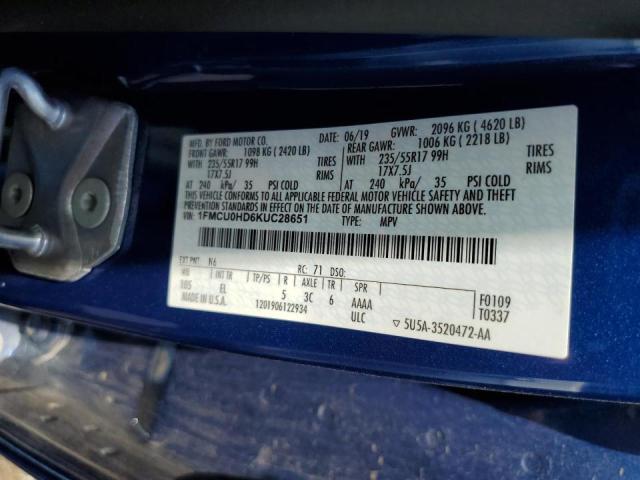 MFD. BY FORD MOTOR CO.
06/19 GVWR: 2096 KG ( 4620 LB)
FRONT GAWR: 1098 KG ( 2420 LB) REAR GAWR: 1006 KG ( 2218 LB)
WITH 235/55R17 99H TIRES WITH 235/55R17 99H TIRES
17X7.5J RIMS 17X7.5J RIMS
AT 240 kPa/ 35 PSI COLD AT 240 kPa/ 35 PSI COLD
THIS VEHICLE CONFORMS TO ALL APPLICABLE FEDERAL MOTOR VEHICLE SAFETY AND THEFT
PREVENTION STANDARDS IN EFFECT ON THE DATE OF MANUFACTURE SHOWN ABOVE.
VIN: 1FMCU0HD6KUC28651 TYPE: MPV
EXT PNT: N6 RC: 71 DSO:
WB INT TR TP/PS R AXLE TR SPR
105 EL 5 3C 6 AAAA
F0109
MADE IN U.S.A. 1201906122934 ULC
T0337
▽ 5U5A-3520472-AA